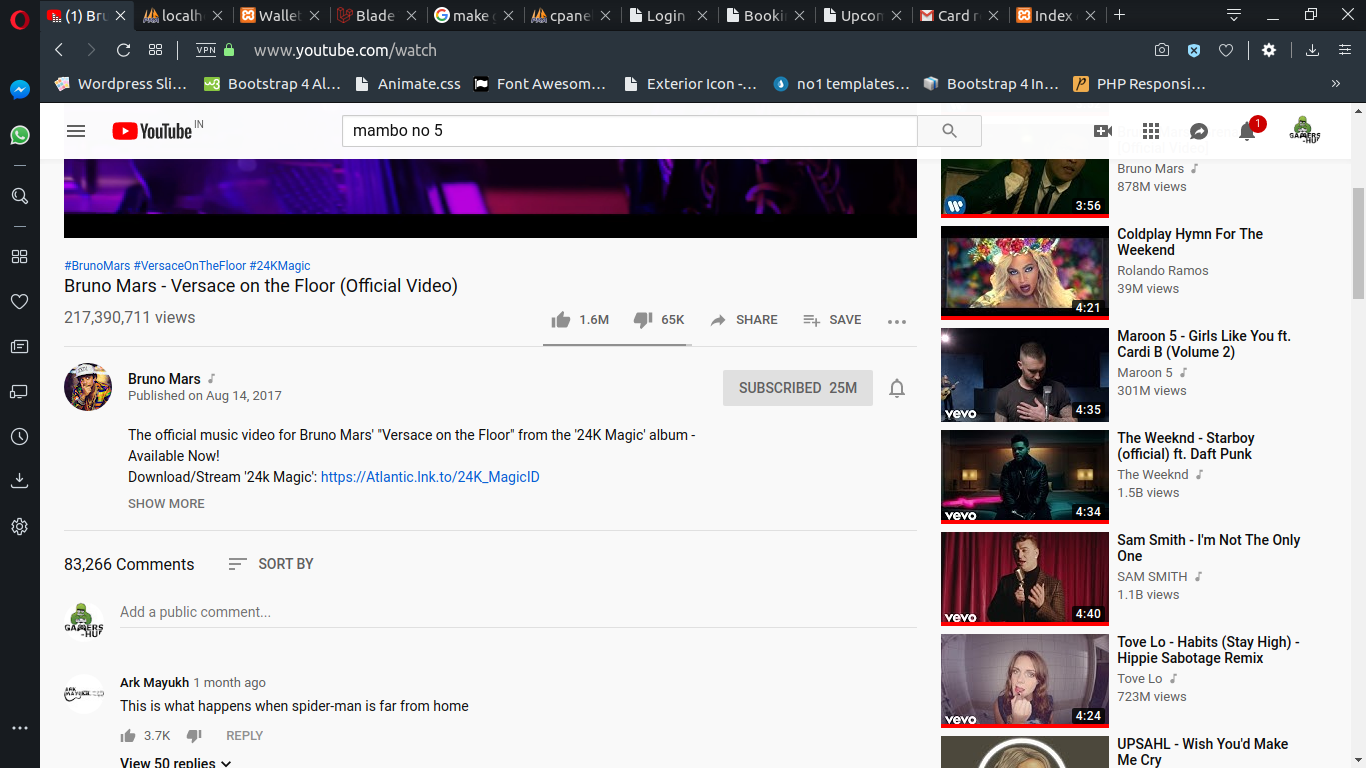 (1) Bru
localh
Wallet
Blade
make g
cpane
Login
Bookin
Upcon
Card r
Index
VPN
www.youtube.com/watch
Wordpress Sli...
Bootstrap 4 Al...
Animate.css
Font Awesom...
Exterior Icon -...
no1 templates...
Bootstrap 4 In...
PHP Responsi...
»
YouTube IN
mambo no 5
1
#BrunoMars #VersaceOnTheFloor #24KMagic
Bruno Mars - Versace on the Floor (Official Video)
217,390,711 views
1.6M
65K
SHARE
SAVE
Bruno Mars
Published on Aug 14, 2017
SUBSCRIBED 25M
The official music video for Bruno Mars' "Versace on the Floor" from the '24K Magic' album -
Available Now!
Download/Stream '24k Magic': https://Atlantic.lnk.to/24K_MagicID
SHOW MORE
83,266 Comments
SORT BY
Add a public comment...
Ark Mayukh 1 month ago
This is what happens when spider-man is far from home
3.7K
REPLY
View 50 replies
Bruno Mars
878M views
3:56
Coldplay Hymn For The
Weekend
Rolando Ramos
39M views
4:21
Maroon 5 - Girls Like You ft.
Cardi B (Volume 2)
Maroon 5
301M views
vevo
4:35
The Weeknd - Starboy
(official) ft. Daft Punk
The Weeknd
1.5B views
vevo
4:34
Sam Smith - I'm Not The Only
One
SAM SMITH
1.1B views
vevo
4:40
Tove Lo - Habits (Stay High) -
Hippie Sabotage Remix
Tove Lo
723M views
vevo
4:24
UPSAHL - Wish You'd Make
Me Cry